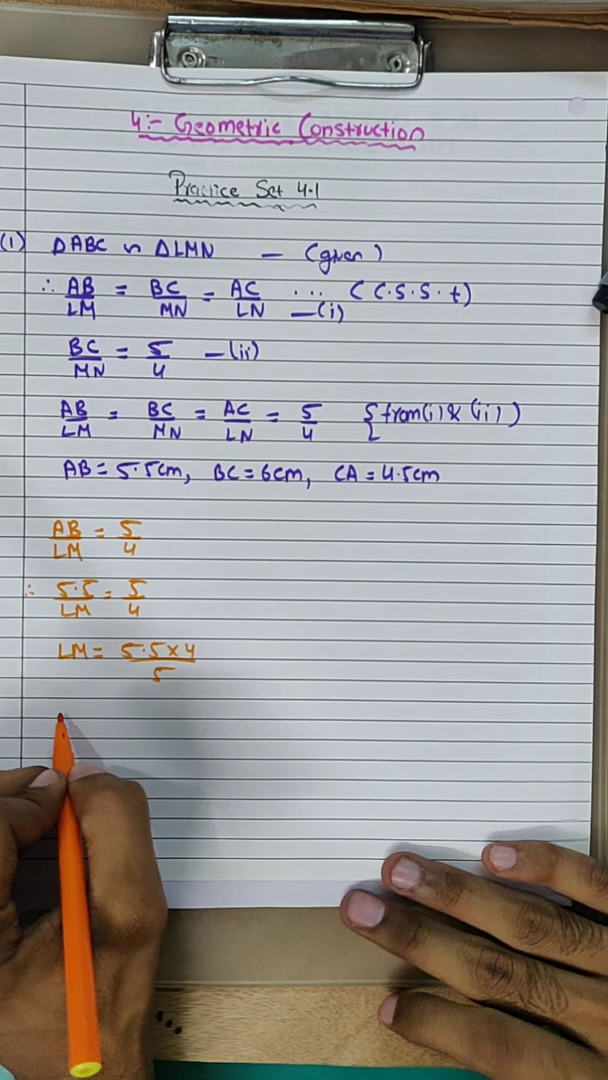 4:- Geometric Construction
Practice Set 4.1
(1) ΔABC ~ ΔLMN — (given)
∴ AB/LM = BC/MN = AC/LN ... (C.S.S.t) —(i)
BC/MN = 5/4 —(ii)
AB/LM = BC/MN = AC/LN = 5/4 {from(i) & (ii)}
AB = 5.5cm, BC = 6cm, CA = 4.5cm
AB/LM = 5/4
∴ 5.5/LM = 5/4
LM = 5.5×4/5